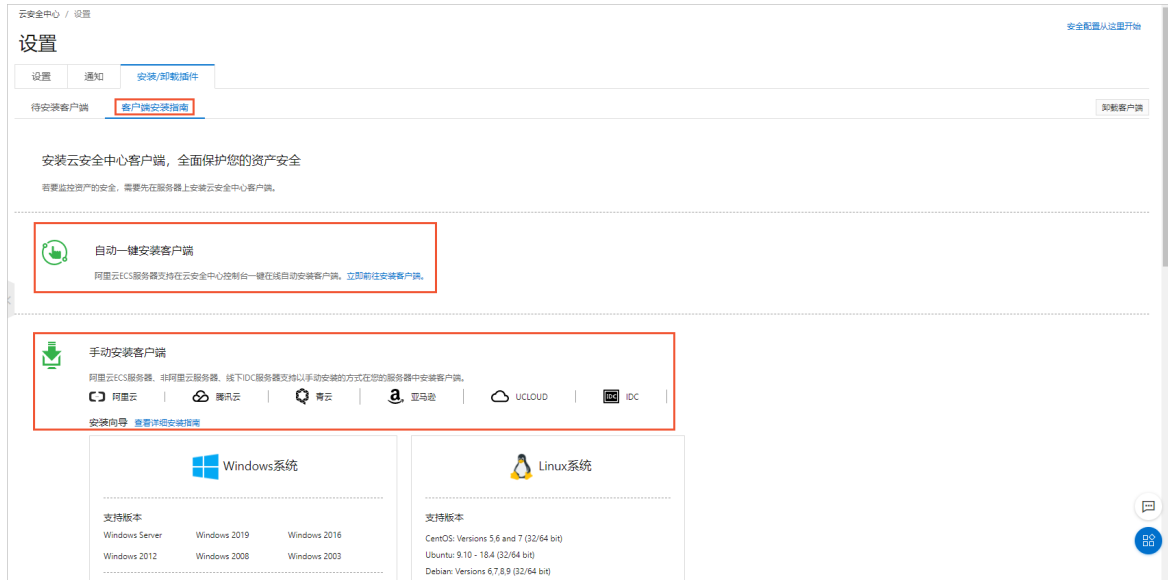 云安全中心 / 设置
安全配置从这里开始
设置
设置 通知 安装/卸载插件
待安装客户端 客户端安装指南 卸载客户端
安装云安全中心客户端，全面保护您的资产安全
若要监控资产的安全，需要先在服务器上安装云安全中心客户端。
自动一键安装客户端
阿里云ECS服务器支持在云安全中心控制台一键在线自动安装客户端。立即前往安装客户端。
手动安装客户端
阿里云ECS服务器、非阿里云服务器、线下IDC服务器支持以手动安装的方式在您的服务器中安装客户端。
阿里云 腾讯云 青云 亚马逊 UCLOUD IDC IDC
安装向导 查看详细安装指南
Windows系统 Linux系统
支持版本 支持版本
Windows Server Windows 2019 Windows 2016
CentOS: Versions 5,6 and 7 (32/64 bit)
Windows 2012 Windows 2008 Windows 2003
Ubuntu: 9.10 - 18.4 (32/64 bit)
Debian: Versions 6,7,8,9 (32/64 bit)